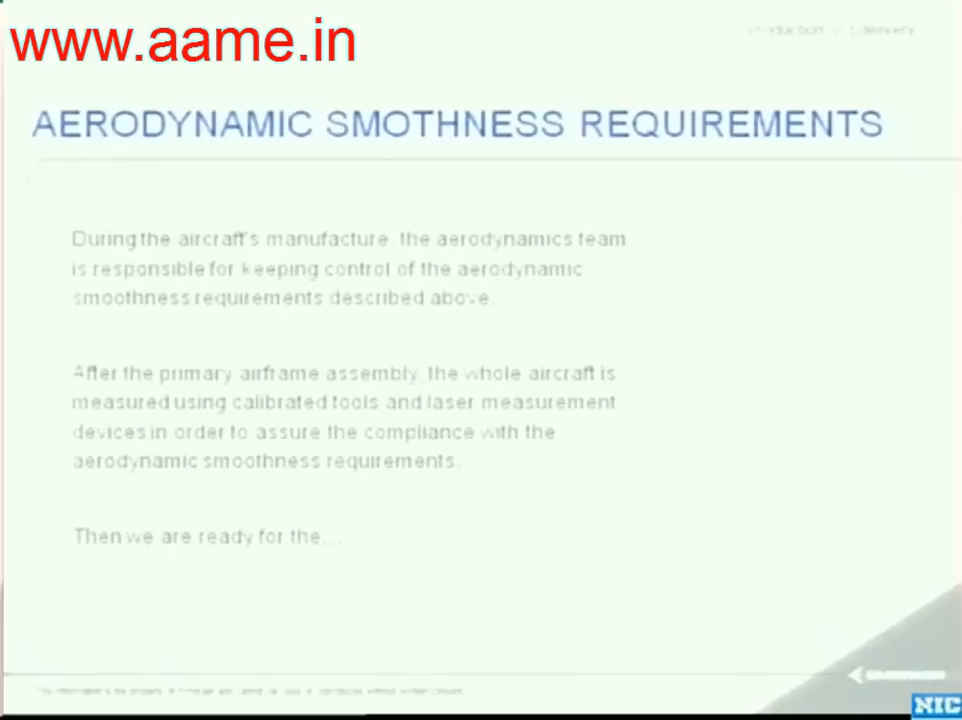 www.aame.in
Production
AERODYNAMIC SMOTHNESS REQUIREMENTS
During the aircraft's manufacture, the aerodynamics team
is responsible for keeping control of the aerodynamic
smoothness requirements described above.
After the primary airframe assembly, the whole aircraft is
measured using calibrated tools and laser measurement
devices in order to assure the compliance with the
aerodynamic smoothness requirements.
Then we are ready for the...
NIC